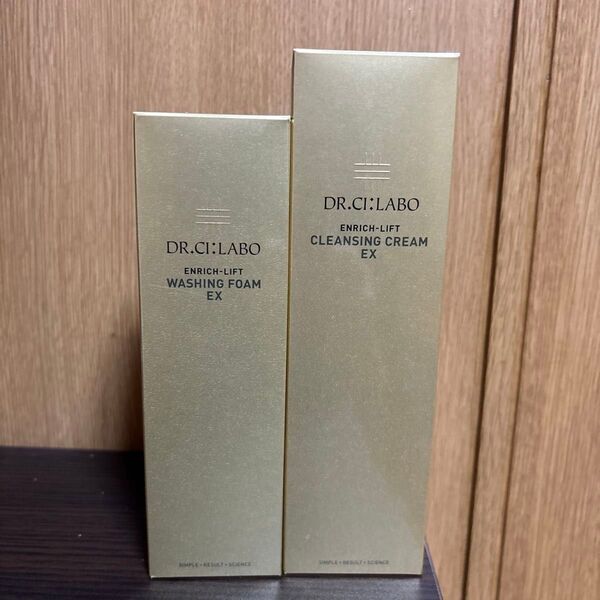 DR.CI:LABO
ENRICH-LIFT
WASHING FOAM
EX
SIMPLE • RESULT • SCIENCE
DR.CI:LABO
ENRICH-LIFT
CLEANSING CREAM
EX
SIMPLE • RESULT • SCIENCE